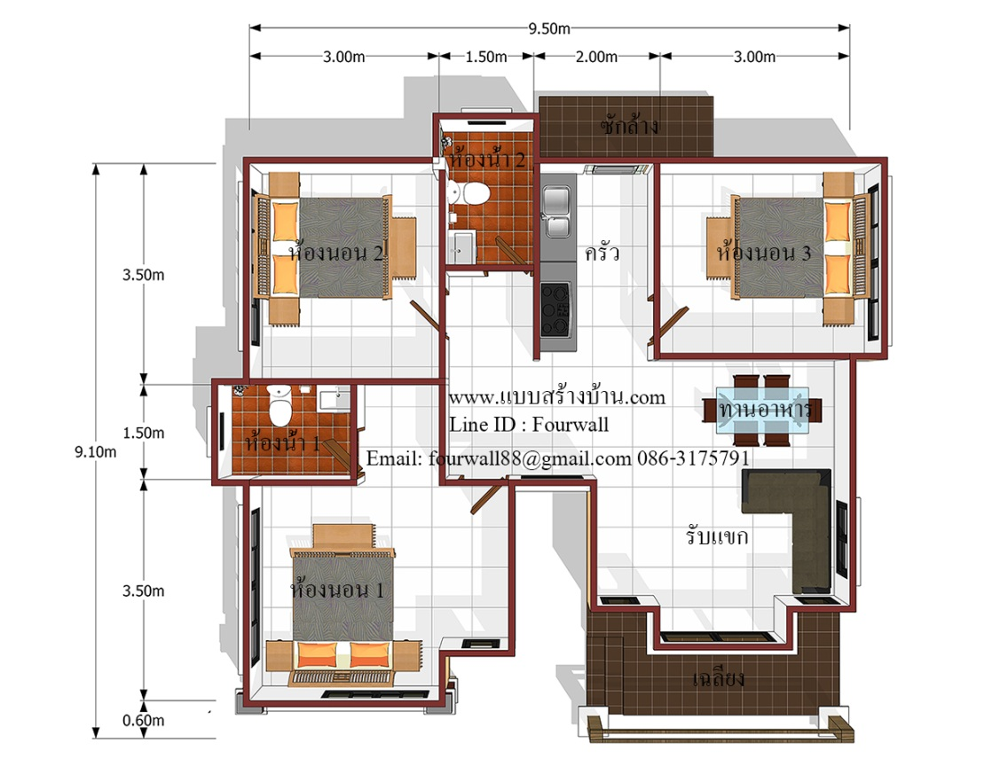 9.50m
3.00m
1.50m
2.00m
3.00m
ซักล้าง
ห้องน้ำ 2
3.50m
ห้องนอน 2
ครัว
ห้องนอน 3
www.แบบสร้างบ้าน.com
Line ID : Fourwall
ทานอาหาร
1.50m
ห้องน้ำ 1
9.10m
Email: fourwall88@gmail.com 086-3175791
รับแขก
3.50m
ห้องนอน 1
เฉลียง
0.60m